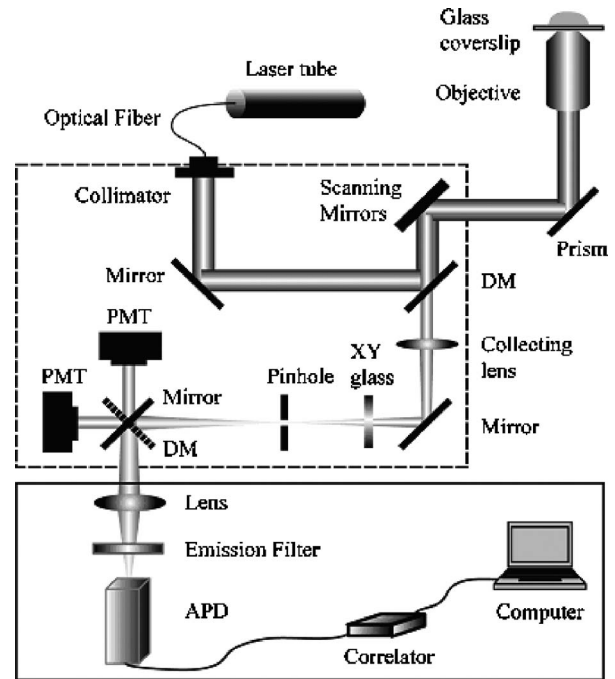 Glass
coverslip
Laser tube
Objective
Optical Fiber
Scanning
Mirrors
Collimator
Prism
Mirror
DM
PMT
XY
glass
Collecting
lens
PMT
Pinhole
Mirror
Mirror
DM
Lens
Emission Filter
APD
Computer
Correlator